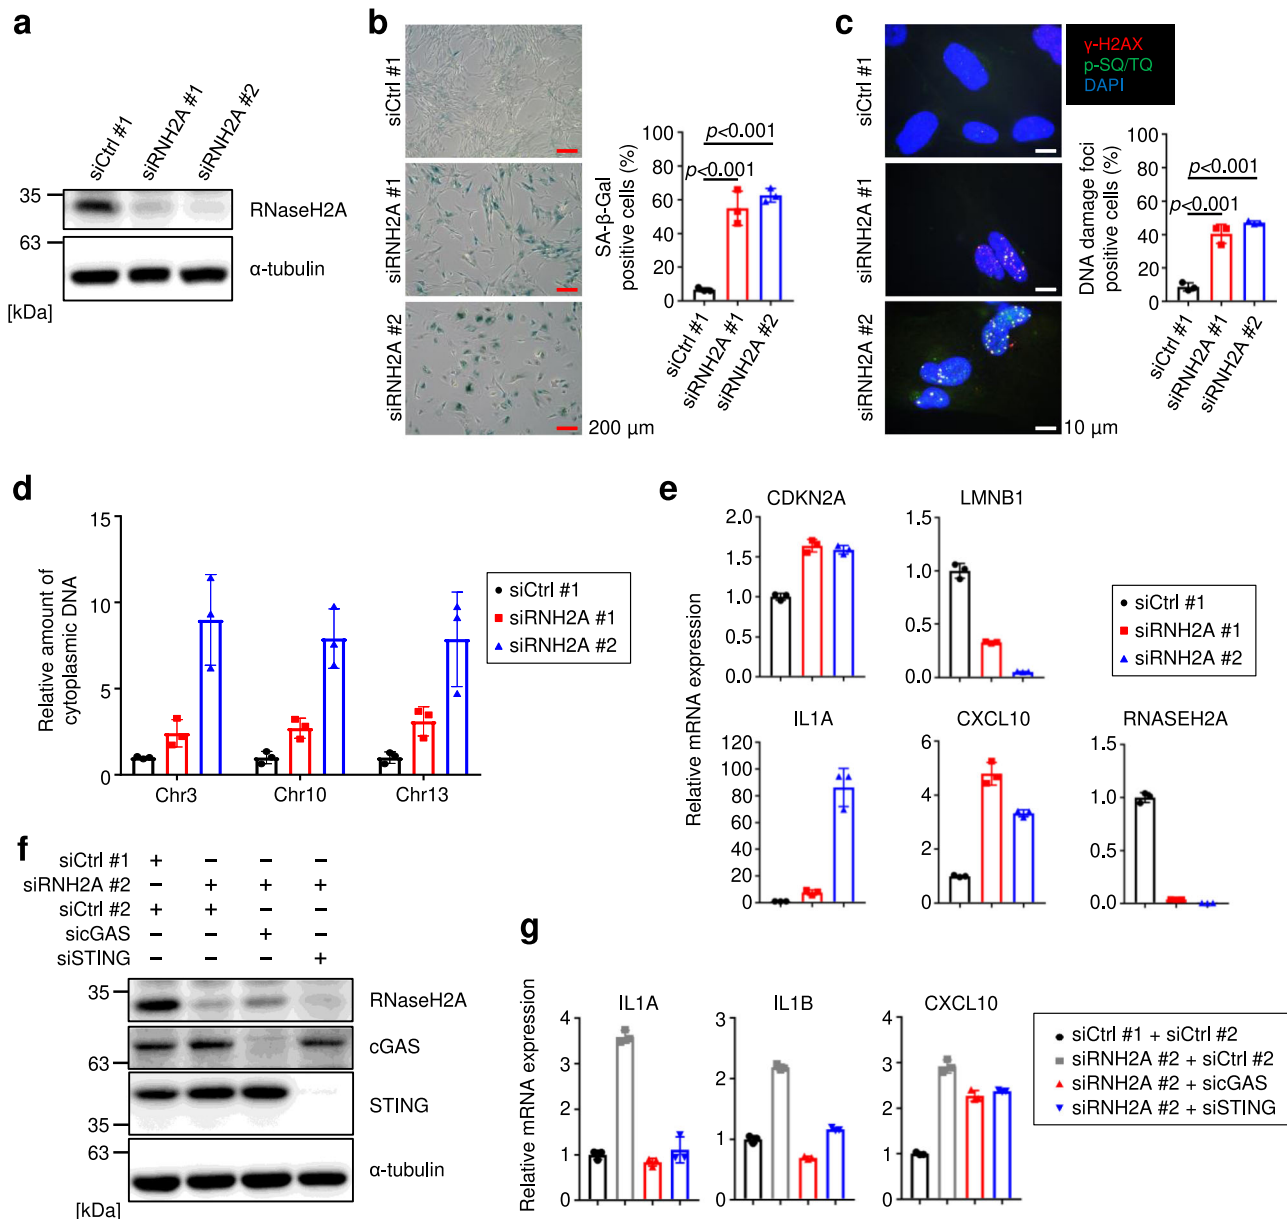 a
siCtrl #1
siRNH2A #1
siRNH2A #2
35
RNaseH2A
63
α-tubulin
[kDa]
b
siCtrl #1
siRNH2A #1
siRNH2A #2
200 μm
SA-β-Gal
positive cells (%)
100
80
60
40
20
0
p<0.001
p<0.001
siCtrl #1
siRNH2A #1
siRNH2A #2
c
siCtrl #1
siRNH2A #1
siRNH2A #2
γ-H2AX
p-SQ/TQ
DAPI
10 μm
DNA damage foci
positive cells (%)
100
80
60
40
20
0
p<0.001
p<0.001
siCtrl #1
siRNH2A #1
siRNH2A #2
d
Relative amount of
cytoplasmic DNA
15
10
5
0
Chr3
Chr10
Chr13
siCtrl #1
siRNH2A #1
siRNH2A #2
e
Relative mRNA expression
CDKN2A
2.0
1.5
1.0
0.5
0.0
LMNB1
1.5
1.0
0.5
0.0
siCtrl #1
siRNH2A #1
siRNH2A #2
IL1A
120
100
80
60
40
20
0
CXCL10
6
4
2
0
RNASEH2A
1.5
1.0
0.5
0.0
f
siCtrl #1 + − − −
siRNH2A #2 − + + +
siCtrl #2 + + − −
sicGAS − − + −
siSTING − − − +
35
RNaseH2A
cGAS
63
STING
35
63
α-tubulin
[kDa]
g
Relative mRNA expression
IL1A
4
3
2
1
0
IL1B
3
2
1
0
CXCL10
4
3
2
1
0
siCtrl #1 + siCtrl #2
siRNH2A #2 + siCtrl #2
siRNH2A #2 + sicGAS
siRNH2A #2 + siSTING